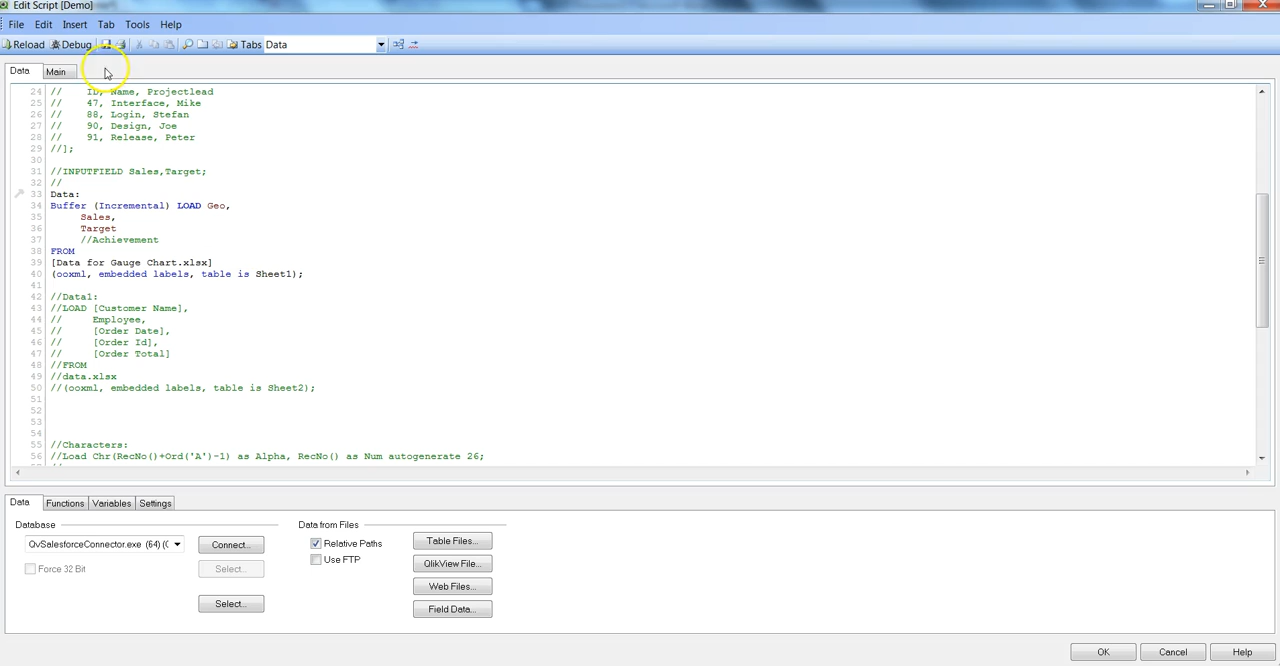 Edit Script [Demo]
File Edit Insert Tab Tools Help
Reload Debug Tabs Data
Data Main
24 // ID, Name, Projectlead
25 // 47, Interface, Mike
26 // 88, Login, Stefan
27 // 90, Design, Joe
28 // 91, Release, Peter
29 //];
30
31 //INPUTFIELD Sales,Target;
32 //
33 Data:
34 Buffer (Incremental) LOAD Geo,
35 Sales,
36 Target
37 //Achievement
38 FROM
39 [Data for Gauge Chart.xlsx]
40 (ooxml, embedded labels, table is Sheet1);
41
42 //Data1:
43 //LOAD [Customer Name],
44 // Employee,
45 // [Order Date],
46 // [Order Id],
47 // [Order Total]
48 //FROM
49 //data.xlsx
50 //(ooxml, embedded labels, table is Sheet2);
51
52
53
54
55 //Characters:
56 //Load Chr(RecNo()+Ord('A')-1) as Alpha, RecNo() as Num autogenerate 26;
Data Functions Variables Settings
Database Data from Files
QvSalesforceConnector.exe (64) (C Connect... Relative Paths Table Files...
Force 32 Bit Select... Use FTP QlikView File...
Web Files...
Select... Field Data...
OK Cancel Help